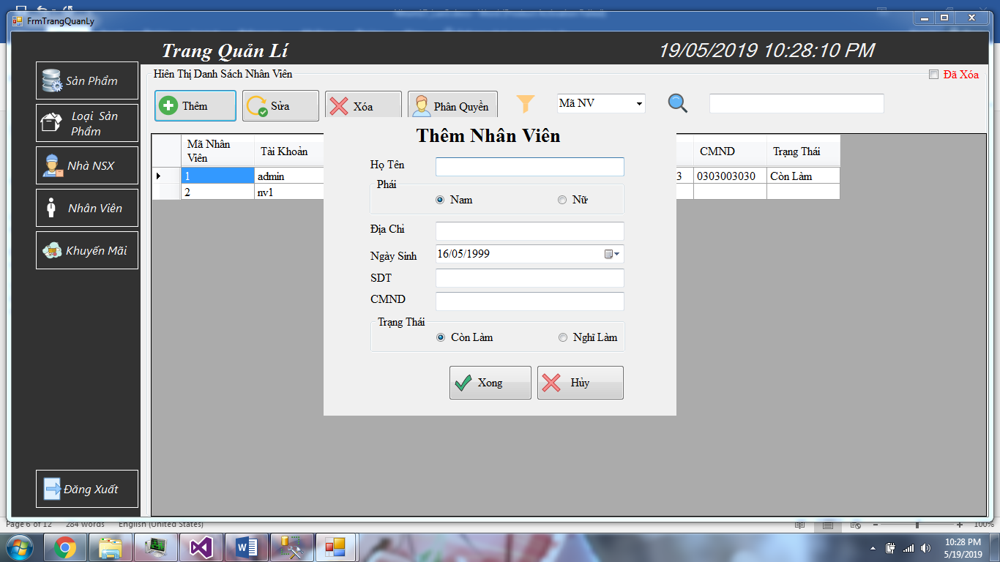 FrmTrangQuanLy
Trang Quản Lí
19/05/2019 10:28:10 PM
Sản Phẩm
Loại Sản
Phẩm
Nhà NSX
Nhân Viên
Khuyến Mãi
Đăng Xuất
Hiên Thị Danh Sách Nhân Viên
Đã Xóa
Thêm
Sửa
Xóa
Phân Quyền
Mã NV
Mã Nhân
Viên
Tài Khoản
CMND
Trạng Thái
1
admin
3
0303003030
Còn Làm
2
nv1
Thêm Nhân Viên
Họ Tên
Phái
Nam
Nữ
Địa Chỉ
Ngày Sinh
16/05/1999
SDT
CMND
Trạng Thái
Còn Làm
Nghĩ Làm
Xong
Hủy
Page 6 of 12
284 words
English (United States)
100%
10:28 PM
5/19/2019